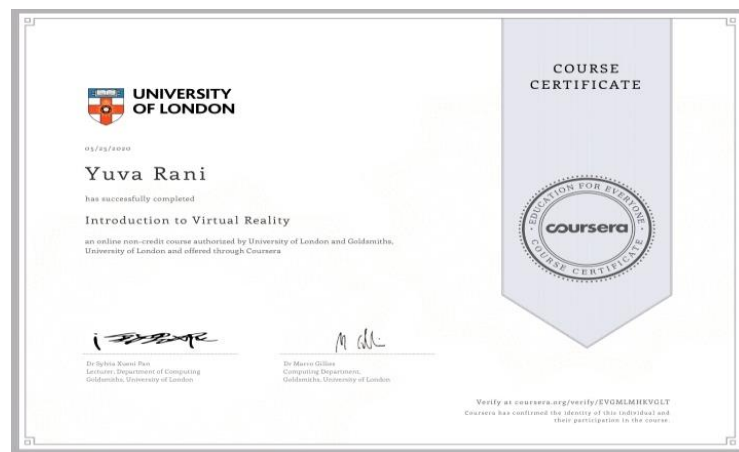 UNIVERSITY
OF LONDON
05/25/2020
Yuva Rani
has successfully completed
Introduction to Virtual Reality
an online non-credit course authorized by University of London and Goldsmiths,
University of London and offered through Coursera
Dr Sylvia Xueni Pan
Lecturer, Department of Computing
Goldsmiths, University of London
Dr Marco Gillies
Computing Department,
Goldsmiths, University of London
COURSE
CERTIFICATE
EDUCATION FOR EVERYONE
coursera
COURSE CERTIFICATE
Verify at coursera.org/verify/EVGMLMHKVGLT
Coursera has confirmed the identity of this individual and
their participation in the course.